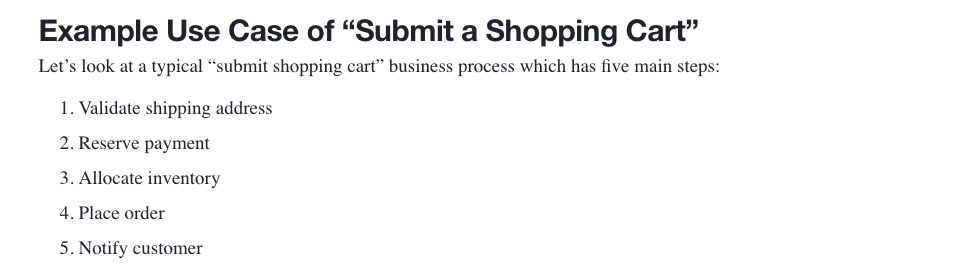 Example Use Case of “Submit a Shopping Cart”
Let’s look at a typical “submit shopping cart” business process which has five main steps:
1. Validate shipping address
2. Reserve payment
3. Allocate inventory
4. Place order
5. Notify customer